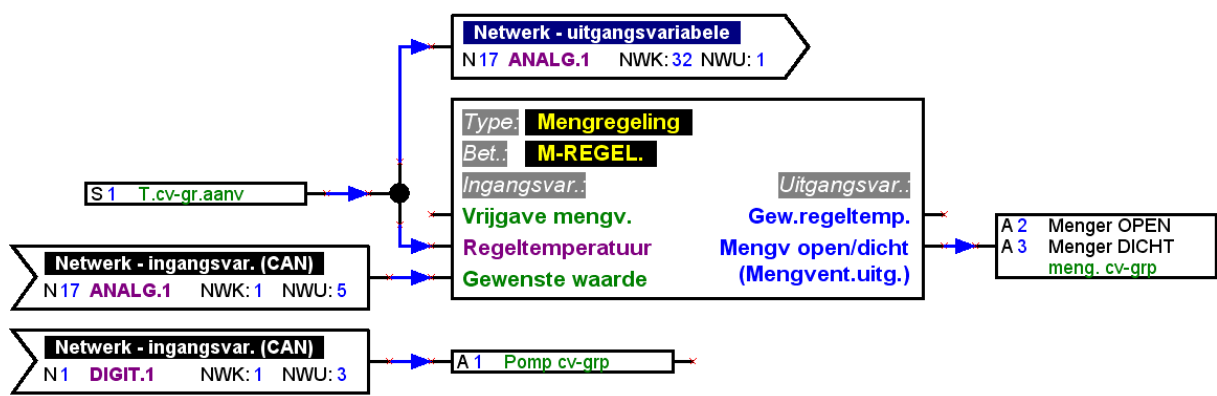 Netwerk - uitgangsvariabele
N 17 ANALG.1 NWK: 32 NWU: 1
Type: Mengregeling
Bet.: M-REGEL.
Ingangsvar.: Uitgangsvar.:
S 1 T.cv-gr.aanv
Vrijgave mengv. Gew.regeltemp.
Regeltemperatuur Mengv open/dicht
Gewenste waarde (Mengvent.uitg.)
A 2 Menger OPEN
A 3 Menger DICHT
meng. cv-grp
Netwerk - ingangsvar. (CAN)
N 17 ANALG.1 NWK: 1 NWU: 5
Netwerk - ingangsvar. (CAN)
N 1 DIGIT.1 NWK: 1 NWU: 3
A 1 Pomp cv-grp